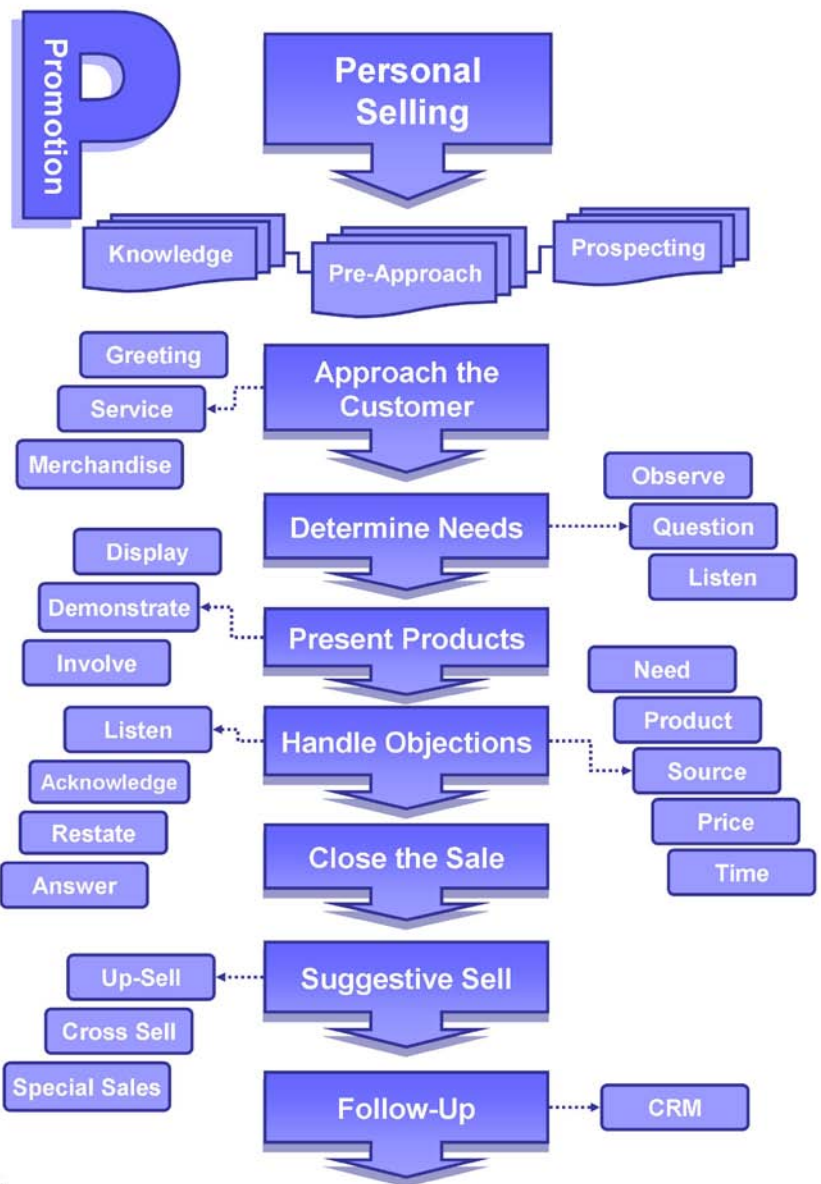 Promotion
Personal
Selling
Knowledge
Pre-Approach
Prospecting
Approach the
Customer
Greeting
Service
Merchandise
Determine Needs
Observe
Question
Listen
Present Products
Display
Demonstrate
Involve
Handle Objections
Listen
Acknowledge
Restate
Answer
Need
Product
Source
Price
Time
Close the Sale
Suggestive Sell
Up-Sell
Cross Sell
Special Sales
Follow-Up
CRM